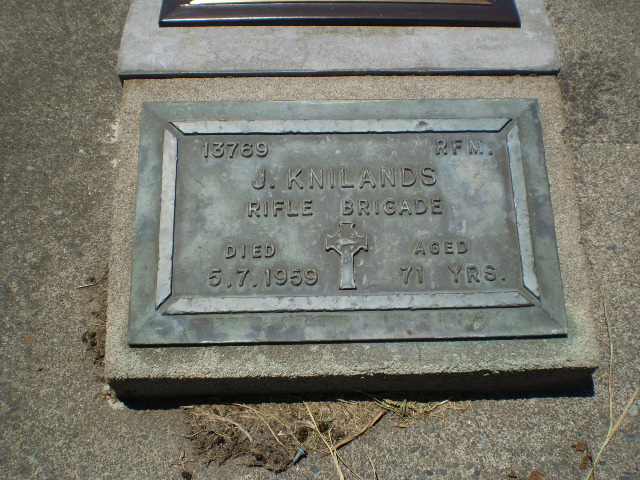 13769 RFM.
J. KNILANDS
RIFLE BRIGADE
DIED AGED
5.7.1959 71 YRS.